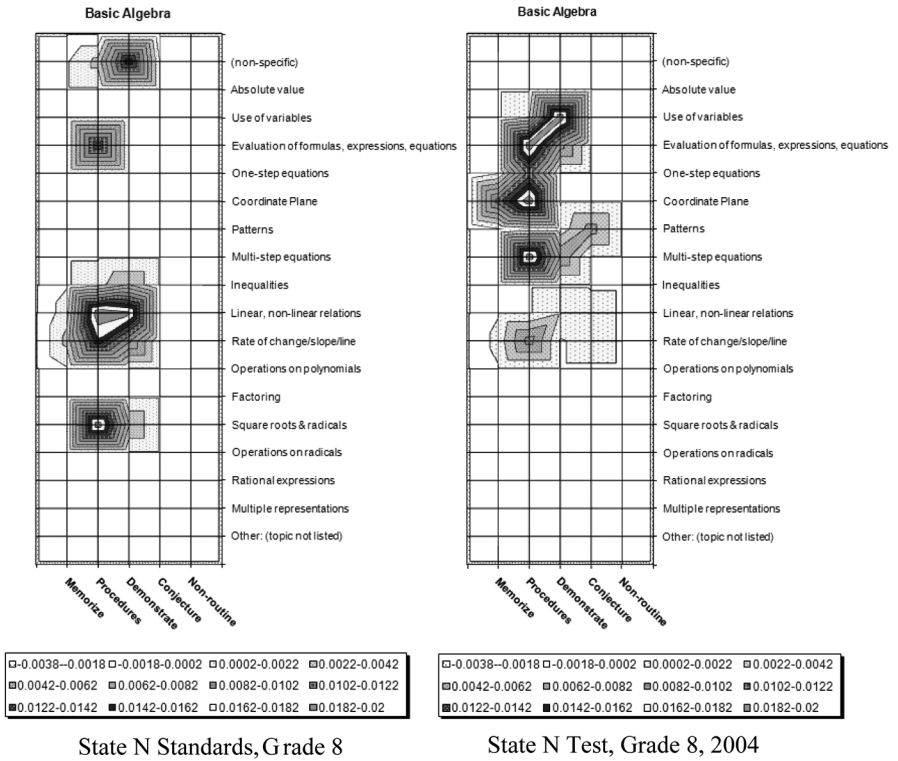 Basic Algebra
(non-specific)
Absolute value
Use of variables
Evaluation of formulas, expressions, equations
One-step equations
Coordinate Plane
Patterns
Multi-step equations
Inequalities
Linear, non-linear relations
Rate of change/slope/line
Operations on polynomials
Factoring
Square roots & radicals
Operations on radicals
Rational expressions
Multiple representations
Other: (topic not listed)
Memorize
Procedures
Demonstrate
Conjecture
Non-routine
-0.0038--0.0018 -0.0018-0.0002 0.0002-0.0022 0.0022-0.0042
0.0042-0.0062 0.0062-0.0082 0.0082-0.0102 0.0102-0.0122
0.0122-0.0142 0.0142-0.0162 0.0162-0.0182 0.0182-0.02
State N Standards, Grade 8
Basic Algebra
(non-specific)
Absolute value
Use of variables
Evaluation of formulas, expressions, equations
One-step equations
Coordinate Plane
Patterns
Multi-step equations
Inequalities
Linear, non-linear relations
Rate of change/slope/line
Operations on polynomials
Factoring
Square roots & radicals
Operations on radicals
Rational expressions
Multiple representations
Other: (topic not listed)
Memorize
Procedures
Demonstrate
Conjecture
Non-routine
-0.0038--0.0018 -0.0018-0.0002 0.0002-0.0022 0.0022-0.0042
0.0042-0.0062 0.0062-0.0082 0.0082-0.0102 0.0102-0.0122
0.0122-0.0142 0.0142-0.0162 0.0162-0.0182 0.0182-0.02
State N Test, Grade 8, 2004